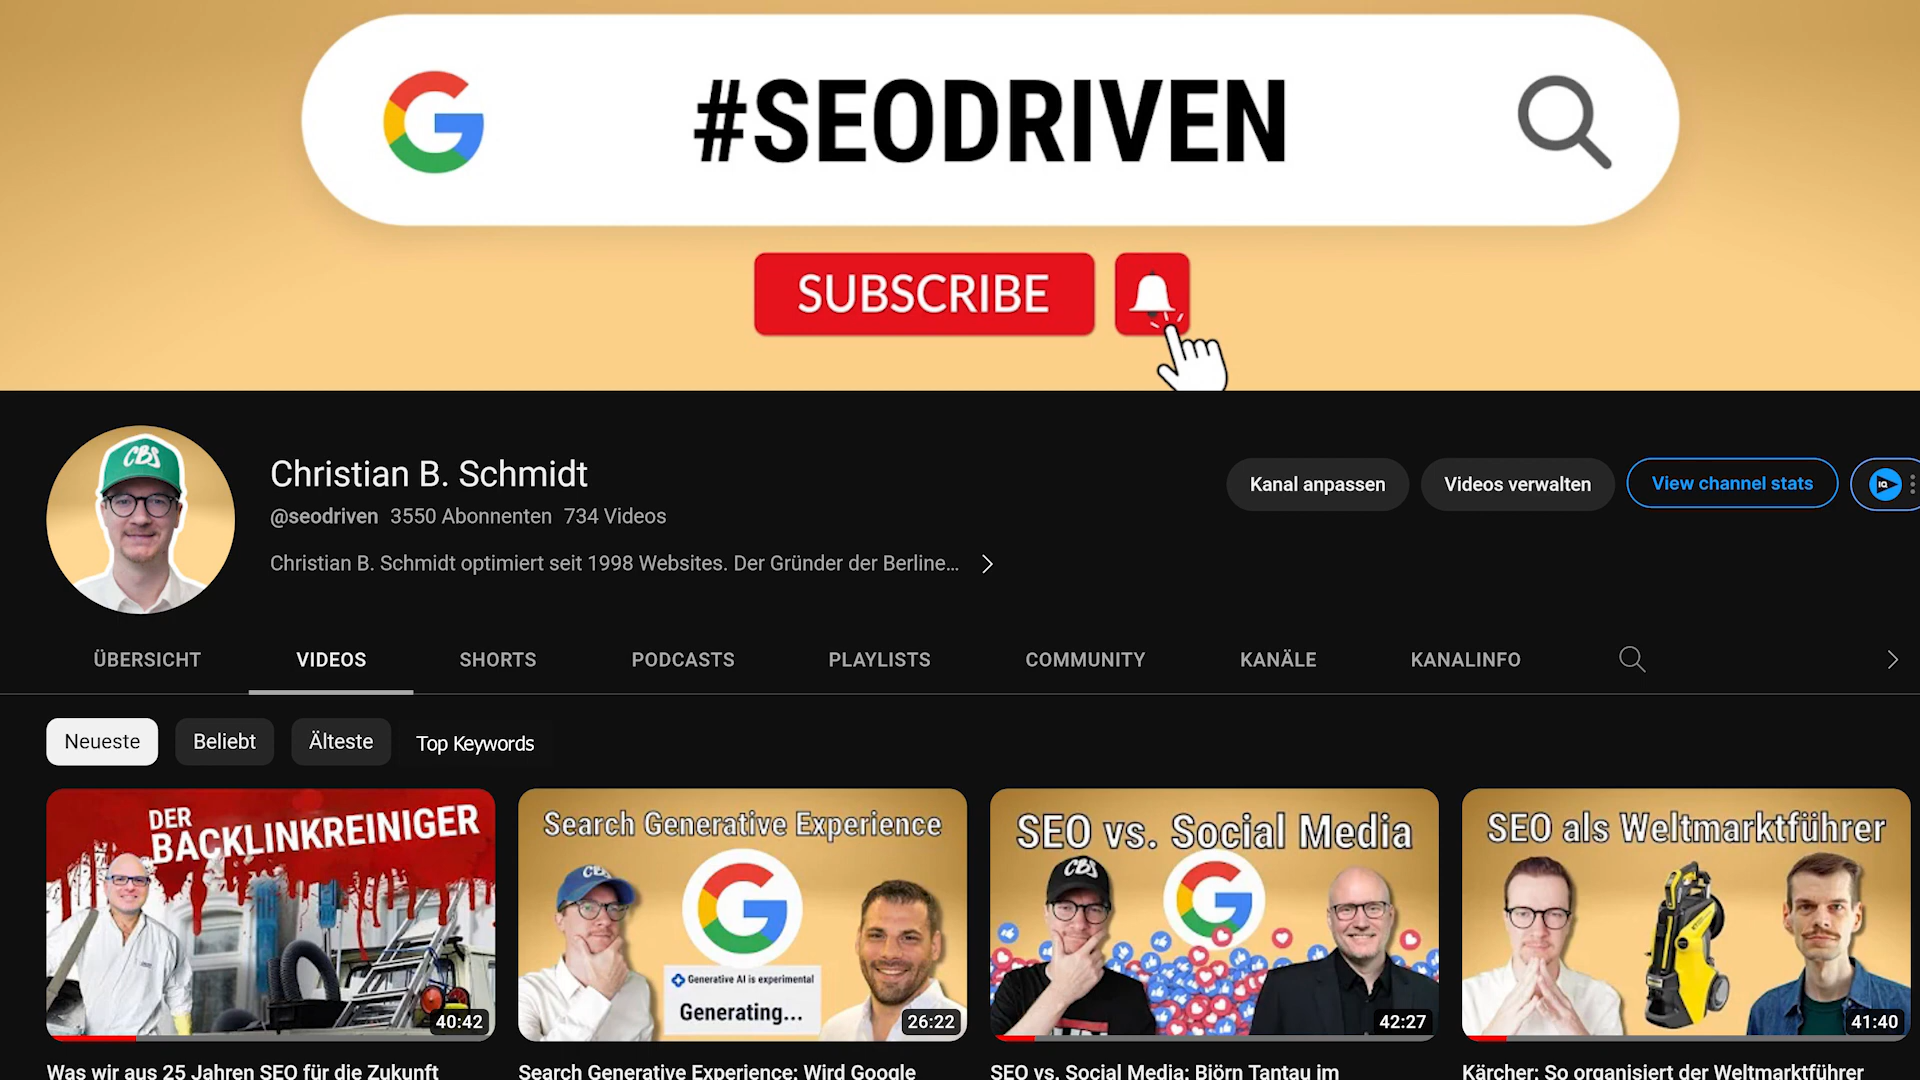 #SEODRIVEN
SUBSCRIBE
CBS
Christian B. Schmidt
@seodriven 3550 Abonnenten 734 Videos
Christian B. Schmidt optimiert seit 1998 Websites. Der Gründer der Berline...
Kanal anpassen
Videos verwalten
View channel stats
IQ
ÜBERSICHT
VIDEOS
SHORTS
PODCASTS
PLAYLISTS
COMMUNITY
KANÄLE
KANALINFO
Neueste
Beliebt
Älteste
Top Keywords
DER
BACKLINKREINIGER
40:42
Search Generative Experience
CBS
Generative AI is experimental
Generating...
26:22
SEO vs. Social Media
CBS
42:27
SEO als Weltmarktführer
41:40
Was wir aus 25 Jahren SEO für die Zukunft
Search Generative Experience: Wird Google
SEO vs. Social Media: Björn Tantau im
Kärcher: So organisiert der Weltmarktführer